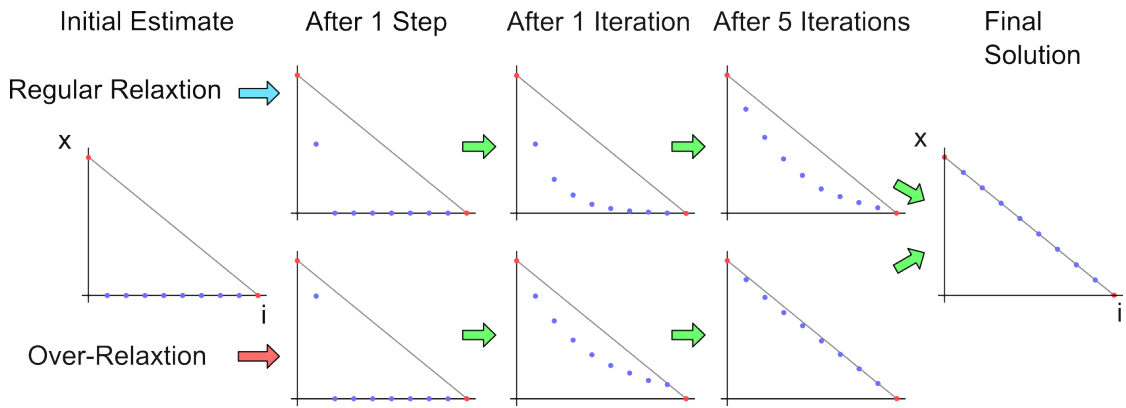 Initial Estimate
After 1 Step
After 1 Iteration
After 5 Iterations
Final
Solution
Regular Relaxtion
x
i
x
i
Over-Relaxtion